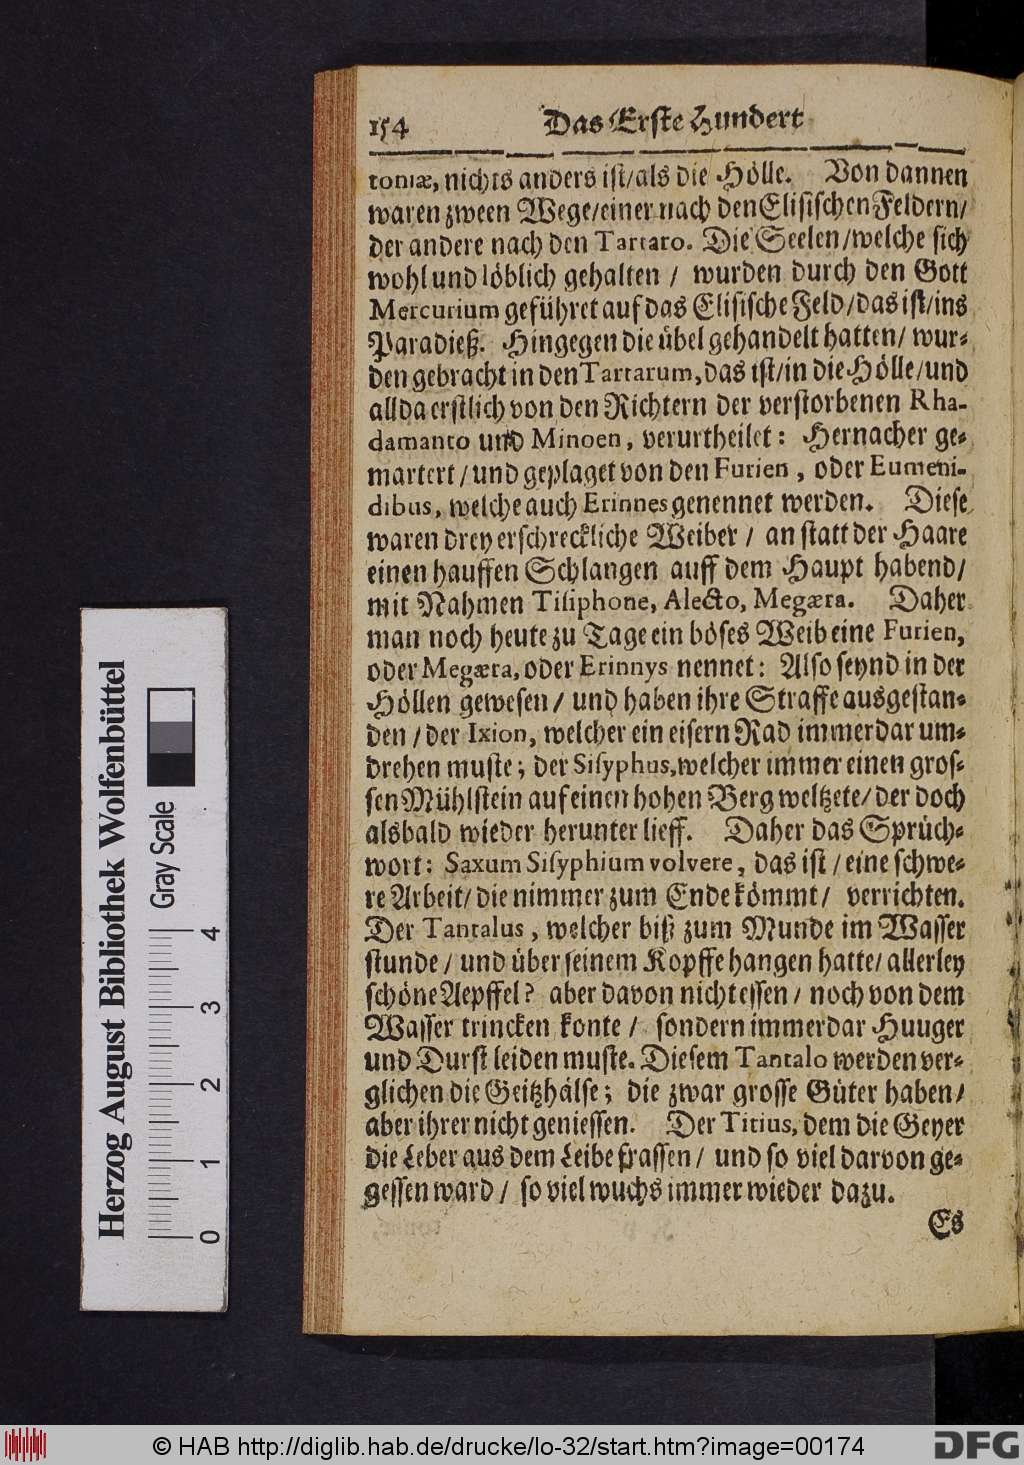 154 Das Erste Hundert
toniæ, nichts anders ist/als die Hölle. Von dannen
waren zween Wege/einer nach den Elisischen Feldern/
der andere nach den Tartaro. Die Seelen/welche sich
wohl und löblich gehalten / wurden durch den Gott
Mercurium geführet auf das Elisische Feld/das ist/ins
Paradieß. Hingegen die übel gehandelt hatten/ wur-
den gebracht in den Tartarum, das ist/in die Hölle/und
allda erstlich von den Richtern der verstorbenen Rha-
damanto und Minoen, verurtheilet: Hernacher ge-
martert/und geplaget von den Furien, oder Eumeni-
dibus, welche auch Erinnes genennet werden. Diese
waren drey erschreckliche Weiber / an statt der Haare
einen hauffen Schlangen auff dem Haupt habend/
mit Nahmen Tisiphone, Alecto, Megæra. Daher
man noch heute zu Tage ein böses Weib eine Furien,
oder Megæra, oder Erinnys nennet: Also seynd in der
Höllen gewesen / und haben ihre Straffe ausgestan-
den / der Ixion, welcher ein eisern Rad immerdar um-
drehen muste; der Sisyphus, welcher immer einen gros-
sen Mühlstein auf einen hohen Berg weltzete/ der doch
alsbald wieder herunter lieff. Daher das Sprüch-
wort: Saxum Sisyphium volvere, das ist / eine schwe-
re Arbeit/ die nimmer zum Ende kömmt/ verrichten.
Der Tantalus, welcher biß zum Munde im Wasser
stunde / und über seinem Kopffe hangen hatte/ allerley
schöne Aepffel? aber davon nicht essen / noch von dem
Wasser trincken konte / sondern immerdar Huuger
und Durst leiden muste. Diesem Tantalo werden ver-
glichen die Geitzhälse; die zwar grosse Güter haben/
aber ihrer nicht geniessen. Der Titius, dem die Geyer
die Leber aus dem Leibe frassen / und so viel darvon ge-
gessen ward / so viel wuchs immer wieder dazu.
Es
Herzog August Bibliothek Wolfenbüttel
Gray Scale
0 1 2 3 4
© HAB http://diglib.hab.de/drucke/lo-32/start.htm?image=00174
DFG